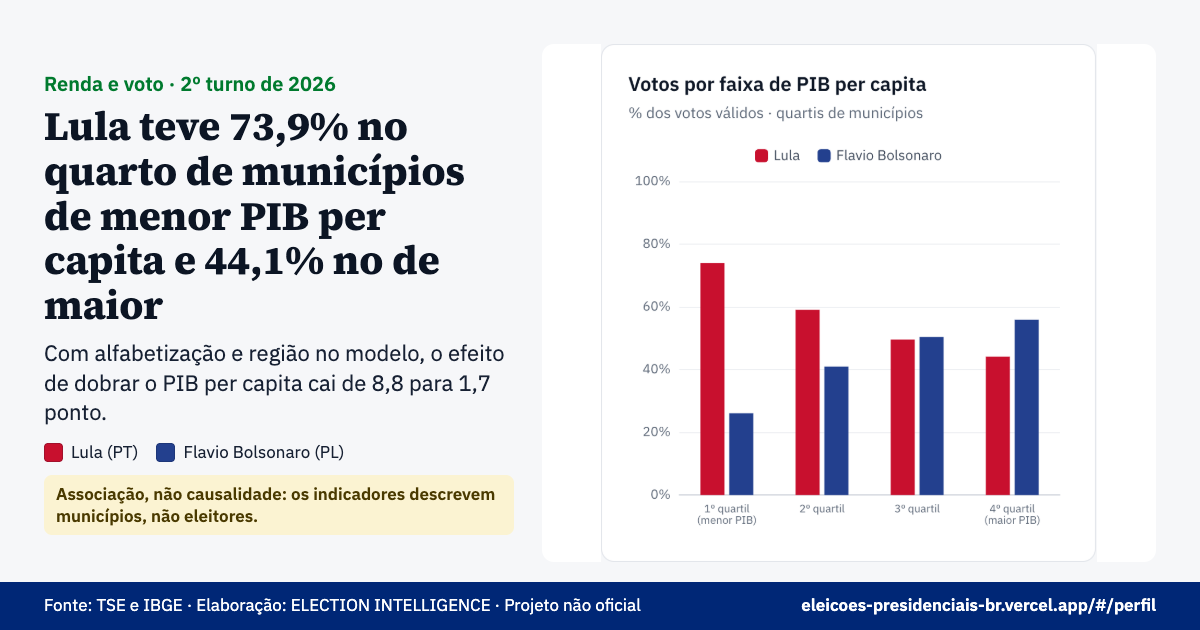 Renda e voto · 2º turno de 2026
Lula teve 73,9% no
quarto de municípios
de menor PIB per
capita e 44,1% no de
maior
Com alfabetização e região no modelo, o efeito
de dobrar o PIB per capita cai de 8,8 para 1,7
ponto.
Lula (PT) Flavio Bolsonaro (PL)
Associação, não causalidade: os indicadores descrevem
municípios, não eleitores.
Votos por faixa de PIB per capita
% dos votos válidos · quartis de municípios
Lula Flavio Bolsonaro
100%
80%
60%
40%
20%
0%
1º quartil 2º quartil 3º quartil 4º quartil
(menor PIB) (maior PIB)
Fonte: TSE e IBGE · Elaboração: ELECTION INTELLIGENCE · Projeto não oficial
eleicoes-presidenciais-br.vercel.app/#/perfil